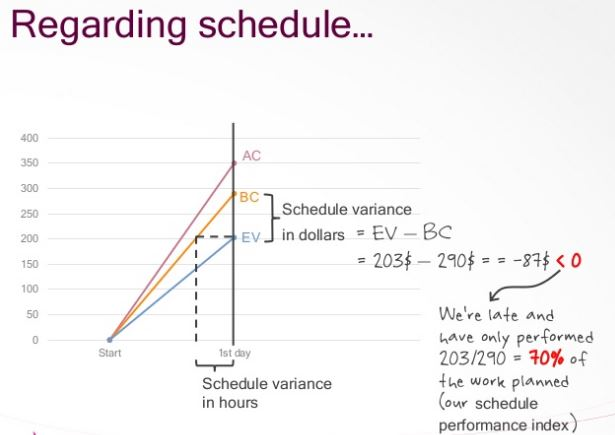 Regarding schedule...
400
350
300
250
200
150
100
50
0
AC
BC
EV
Start
1st day
Schedule variance
in dollars = EV – BC
= 203$ – 290$ = = -87$ < 0
We're late and
have only performed
203/290 = 70% of
the work planned
(our schedule
performance index)
Schedule variance
in hours